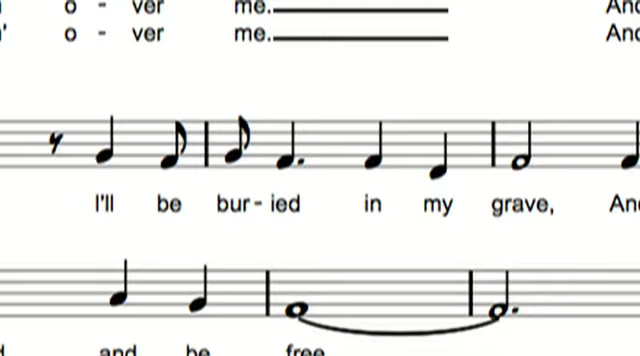 o - ver me.
o - ver me.
I'll be bur - ied in my grave,
and be free